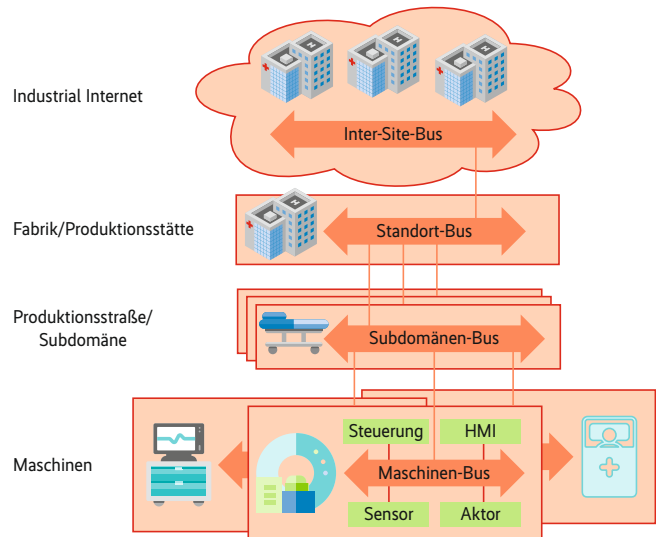 Industrial Internet
Inter-Site-Bus
Fabrik/Produktionsstätte
Standort-Bus
Produktionsstraße/
Subdomäne
Subdomänen-Bus
Maschinen
Steuerung
HMI
Maschinen-Bus
Sensor
Aktor
H
H
H
H